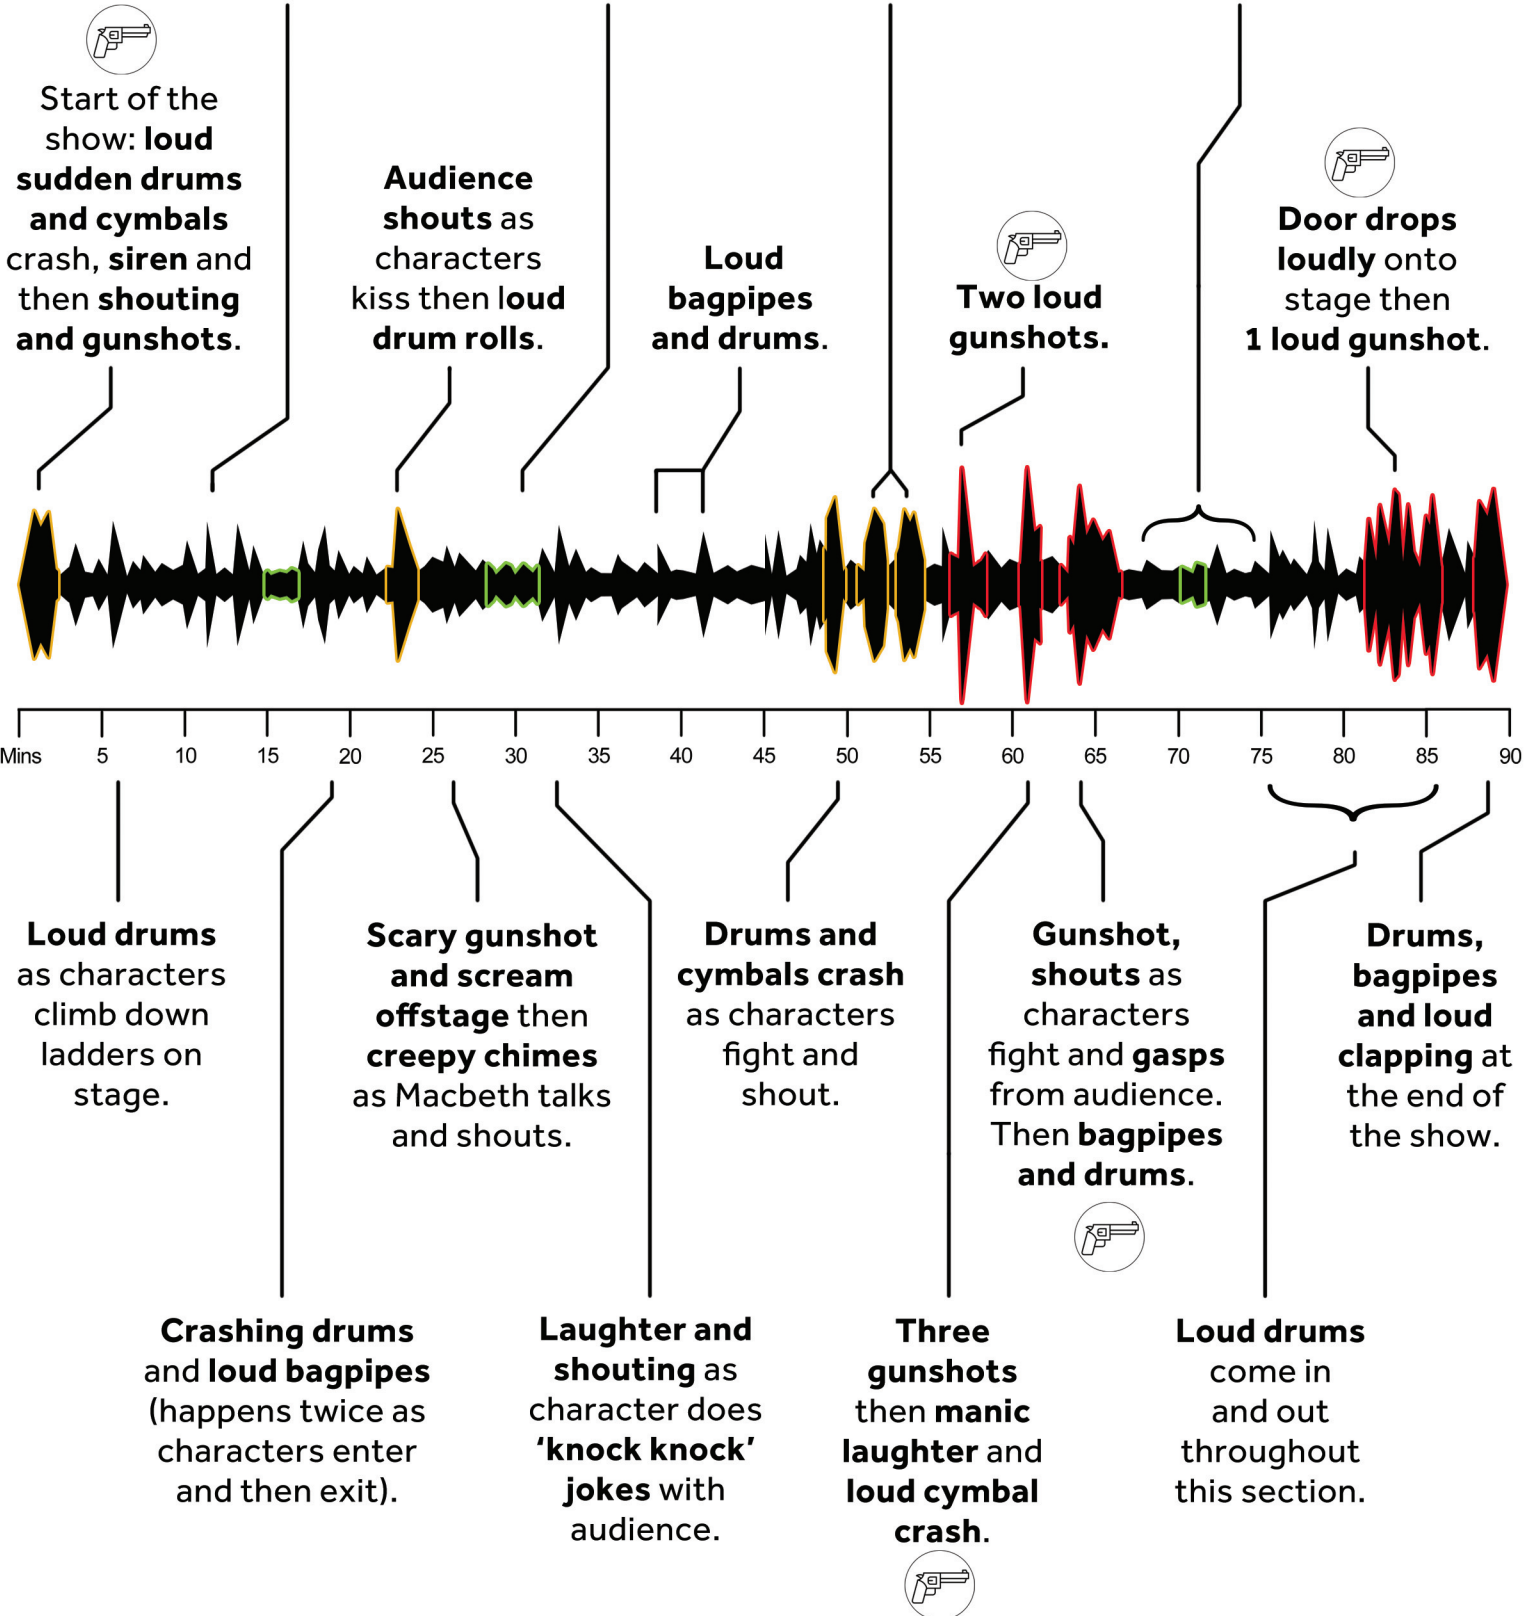 Start of the
show: loud
sudden drums
and cymbals
crash, siren and
then shouting
and gunshots.
Audience
shouts as
characters
kiss then loud
drum rolls.
Loud
bagpipes
and drums.
Two loud
gunshots.
Door drops
loudly onto
stage then
1 loud gunshot.
Mins 5 10 15 20 25 30 35 40 45 50 55 60 65 70 75 80 85 90
Loud drums
as characters
climb down
ladders on
stage.
Scary gunshot
and scream
offstage then
creepy chimes
as Macbeth talks
and shouts.
Drums and
cymbals crash
as characters
fight and
shout.
Gunshot,
shouts as
characters
fight and gasps
from audience.
Then bagpipes
and drums.
Drums,
bagpipes
and loud
clapping at
the end of
the show.
Crashing drums
and loud bagpipes
(happens twice as
characters enter
and then exit).
Laughter and
shouting as
character does
‘knock knock’
jokes with
audience.
Three
gunshots
then manic
laughter and
loud cymbal
crash.
Loud drums
come in
and out
throughout
this section.